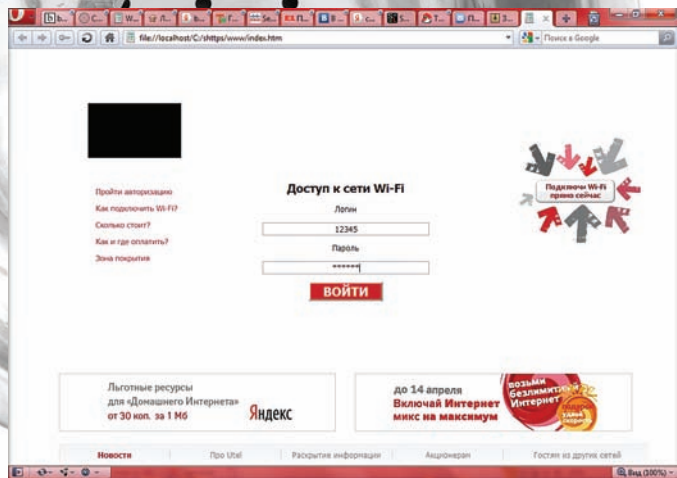 file://localhost/C:/shttps/www/index.htm
Поиск в Google
Доступ к сети Wi-Fi
Логин
12345
Пароль
******
ВОЙТИ
Пройти авторизацию
Как подключить Wi-Fi?
Сколько стоит?
Как и где оплатить?
Зона покрытия
Подключи Wi-Fi
прямо сейчас
Льготные ресурсы
для «Домашнего Интернета»
от 30 коп. за 1 Мб
Яндекс
до 14 апреля
Включай Интернет
микс на максимум
возьми
безлимитный
Интернет
Новости
Про Utel
Раскрытие информации
Акционерам
Гостям из других сетей
Вид (100%)